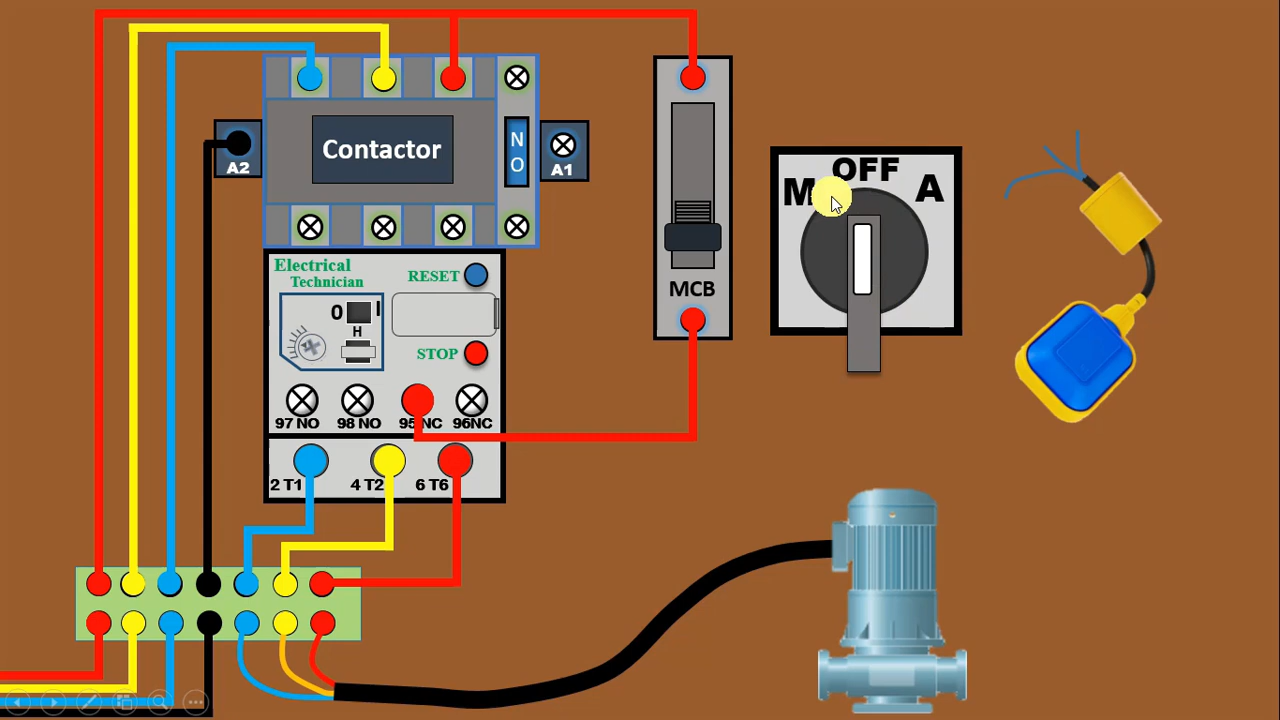 Contactor
A2
N
O
A1
MCB
M
OFF
A
Electrical
Technician
RESET
0 I
H
STOP
97 NO 98 NO 95 NC 96NC
2 T1 4 T2 6 T6